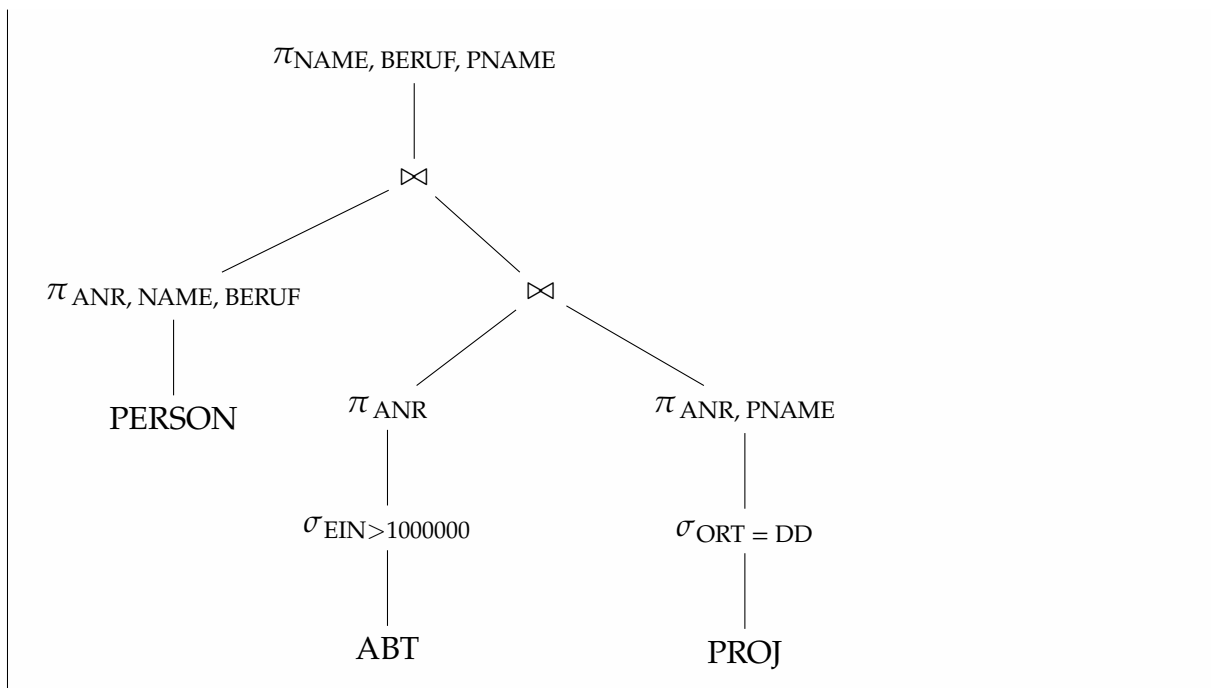 π NAME, BERUF, PNAME
⋈
π ANR, NAME, BERUF
⋈
PERSON
π ANR
π ANR, PNAME
σ EIN>1000000
σ ORT = DD
ABT
PROJ